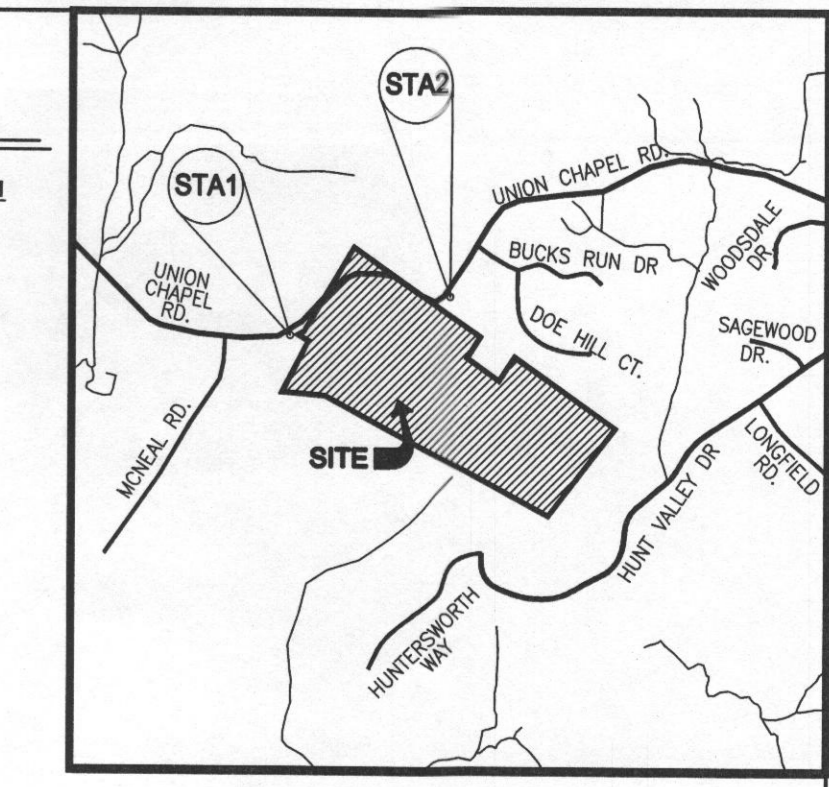 STA2
STA1
UNION CHAPEL RD.
UNION
CHAPEL
RD.
BUCKS RUN DR
WOODSDALE
DR.
DOE HILL CT.
SAGEWOOD
DR.
MCNEAL RD.
SITE
LONGFIELD
RD.
HUNT VALLEY DR
HUNTERSWORTH
WAY